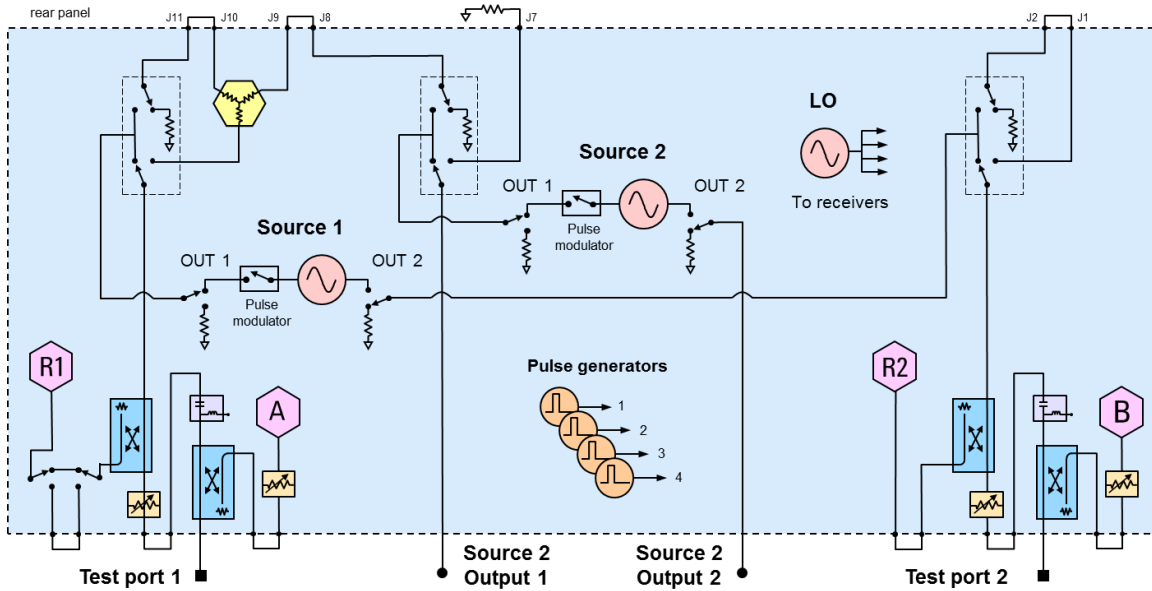 rear panel
J11
J10
J9
J8
J7
J2
J1
LO
To receivers
Source 2
OUT 1
OUT 2
Pulse
modulator
Source 1
OUT 1
OUT 2
Pulse
modulator
R1
A
Pulse generators
1
2
3
4
R2
B
Test port 1
Source 2
Output 1
Source 2
Output 2
Test port 2